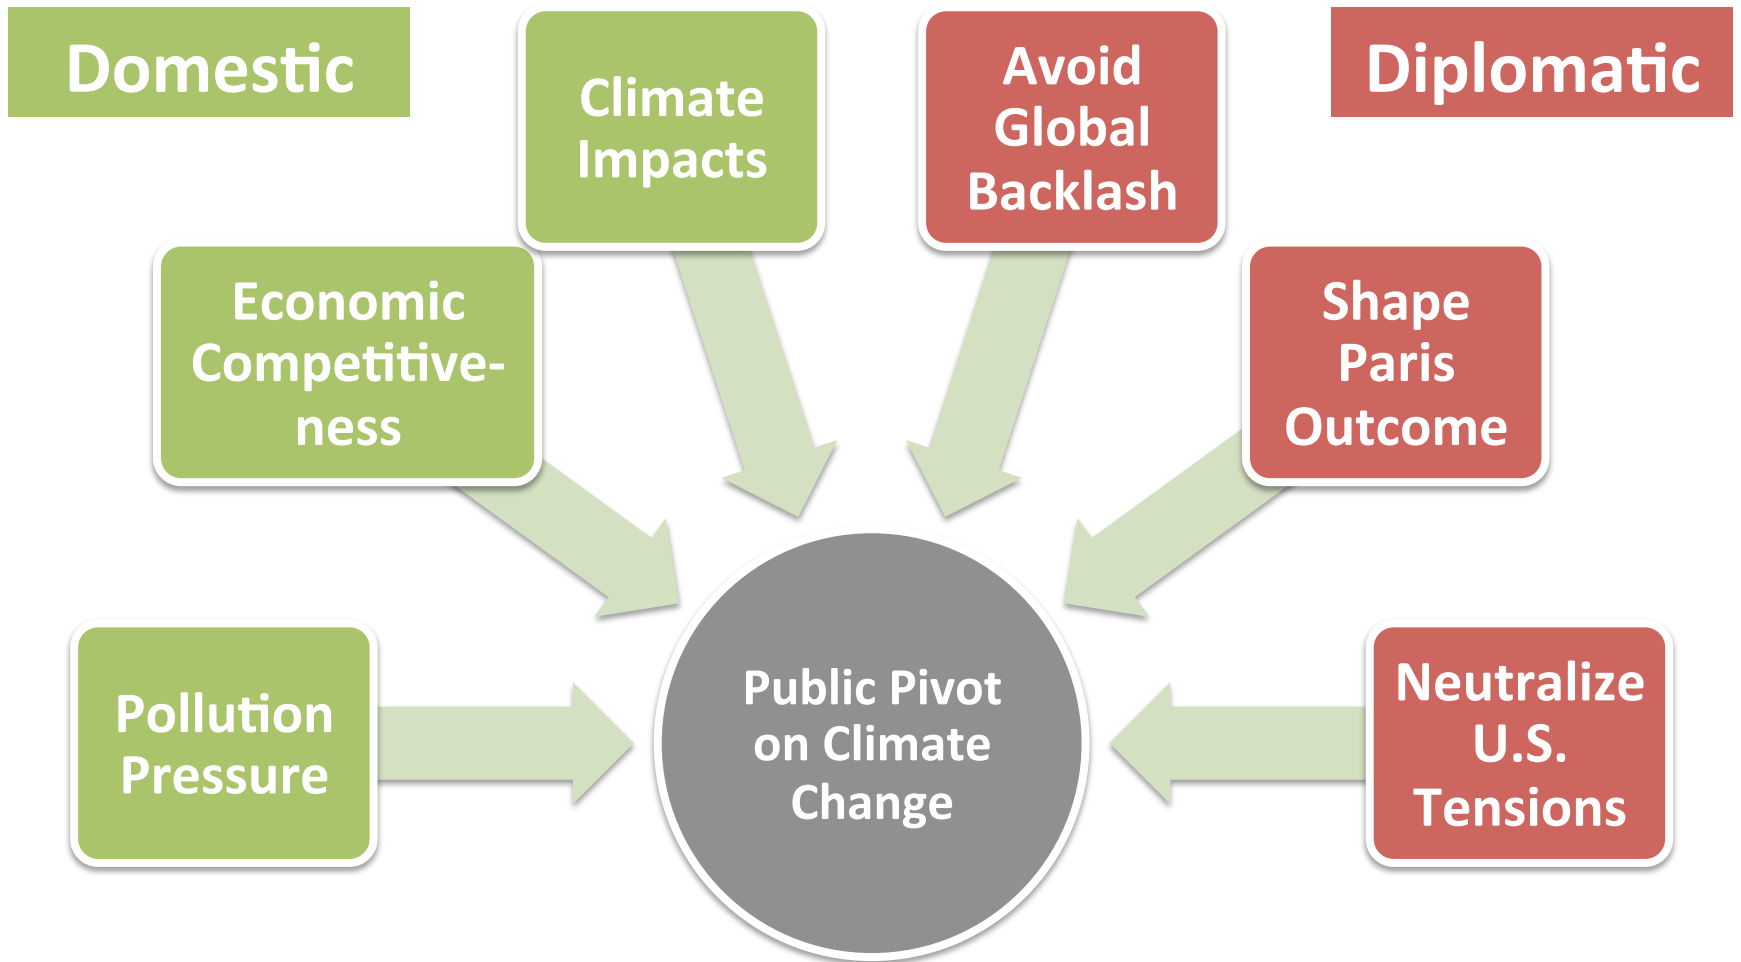 Domestic
Climate
Impacts
Avoid
Global
Backlash
Diplomatic
Economic
Competitive-
ness
Shape
Paris
Outcome
Pollution
Pressure
Public Pivot
on Climate
Change
Neutralize
U.S.
Tensions